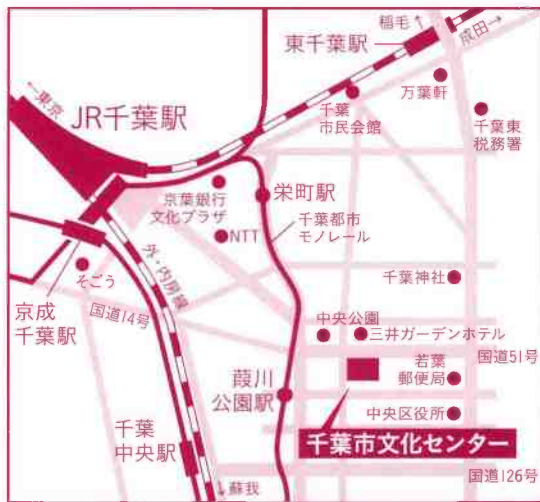 稲毛↑
成田→
東千葉駅
←東京
JR千葉駅
万葉軒
千葉
市民会館
千葉東
税務署
京葉銀行
文化プラザ
栄町駅
NTT
千葉都市
モノレール
外・内房線
そごう
千葉神社
京成
千葉駅
国道14号
中央公園
三井ガーデンホテル
国道51号
若葉
郵便局
葭川
公園駅
中央区役所
千葉
中央駅
千葉市文化センター
国道126号
↓蘇我